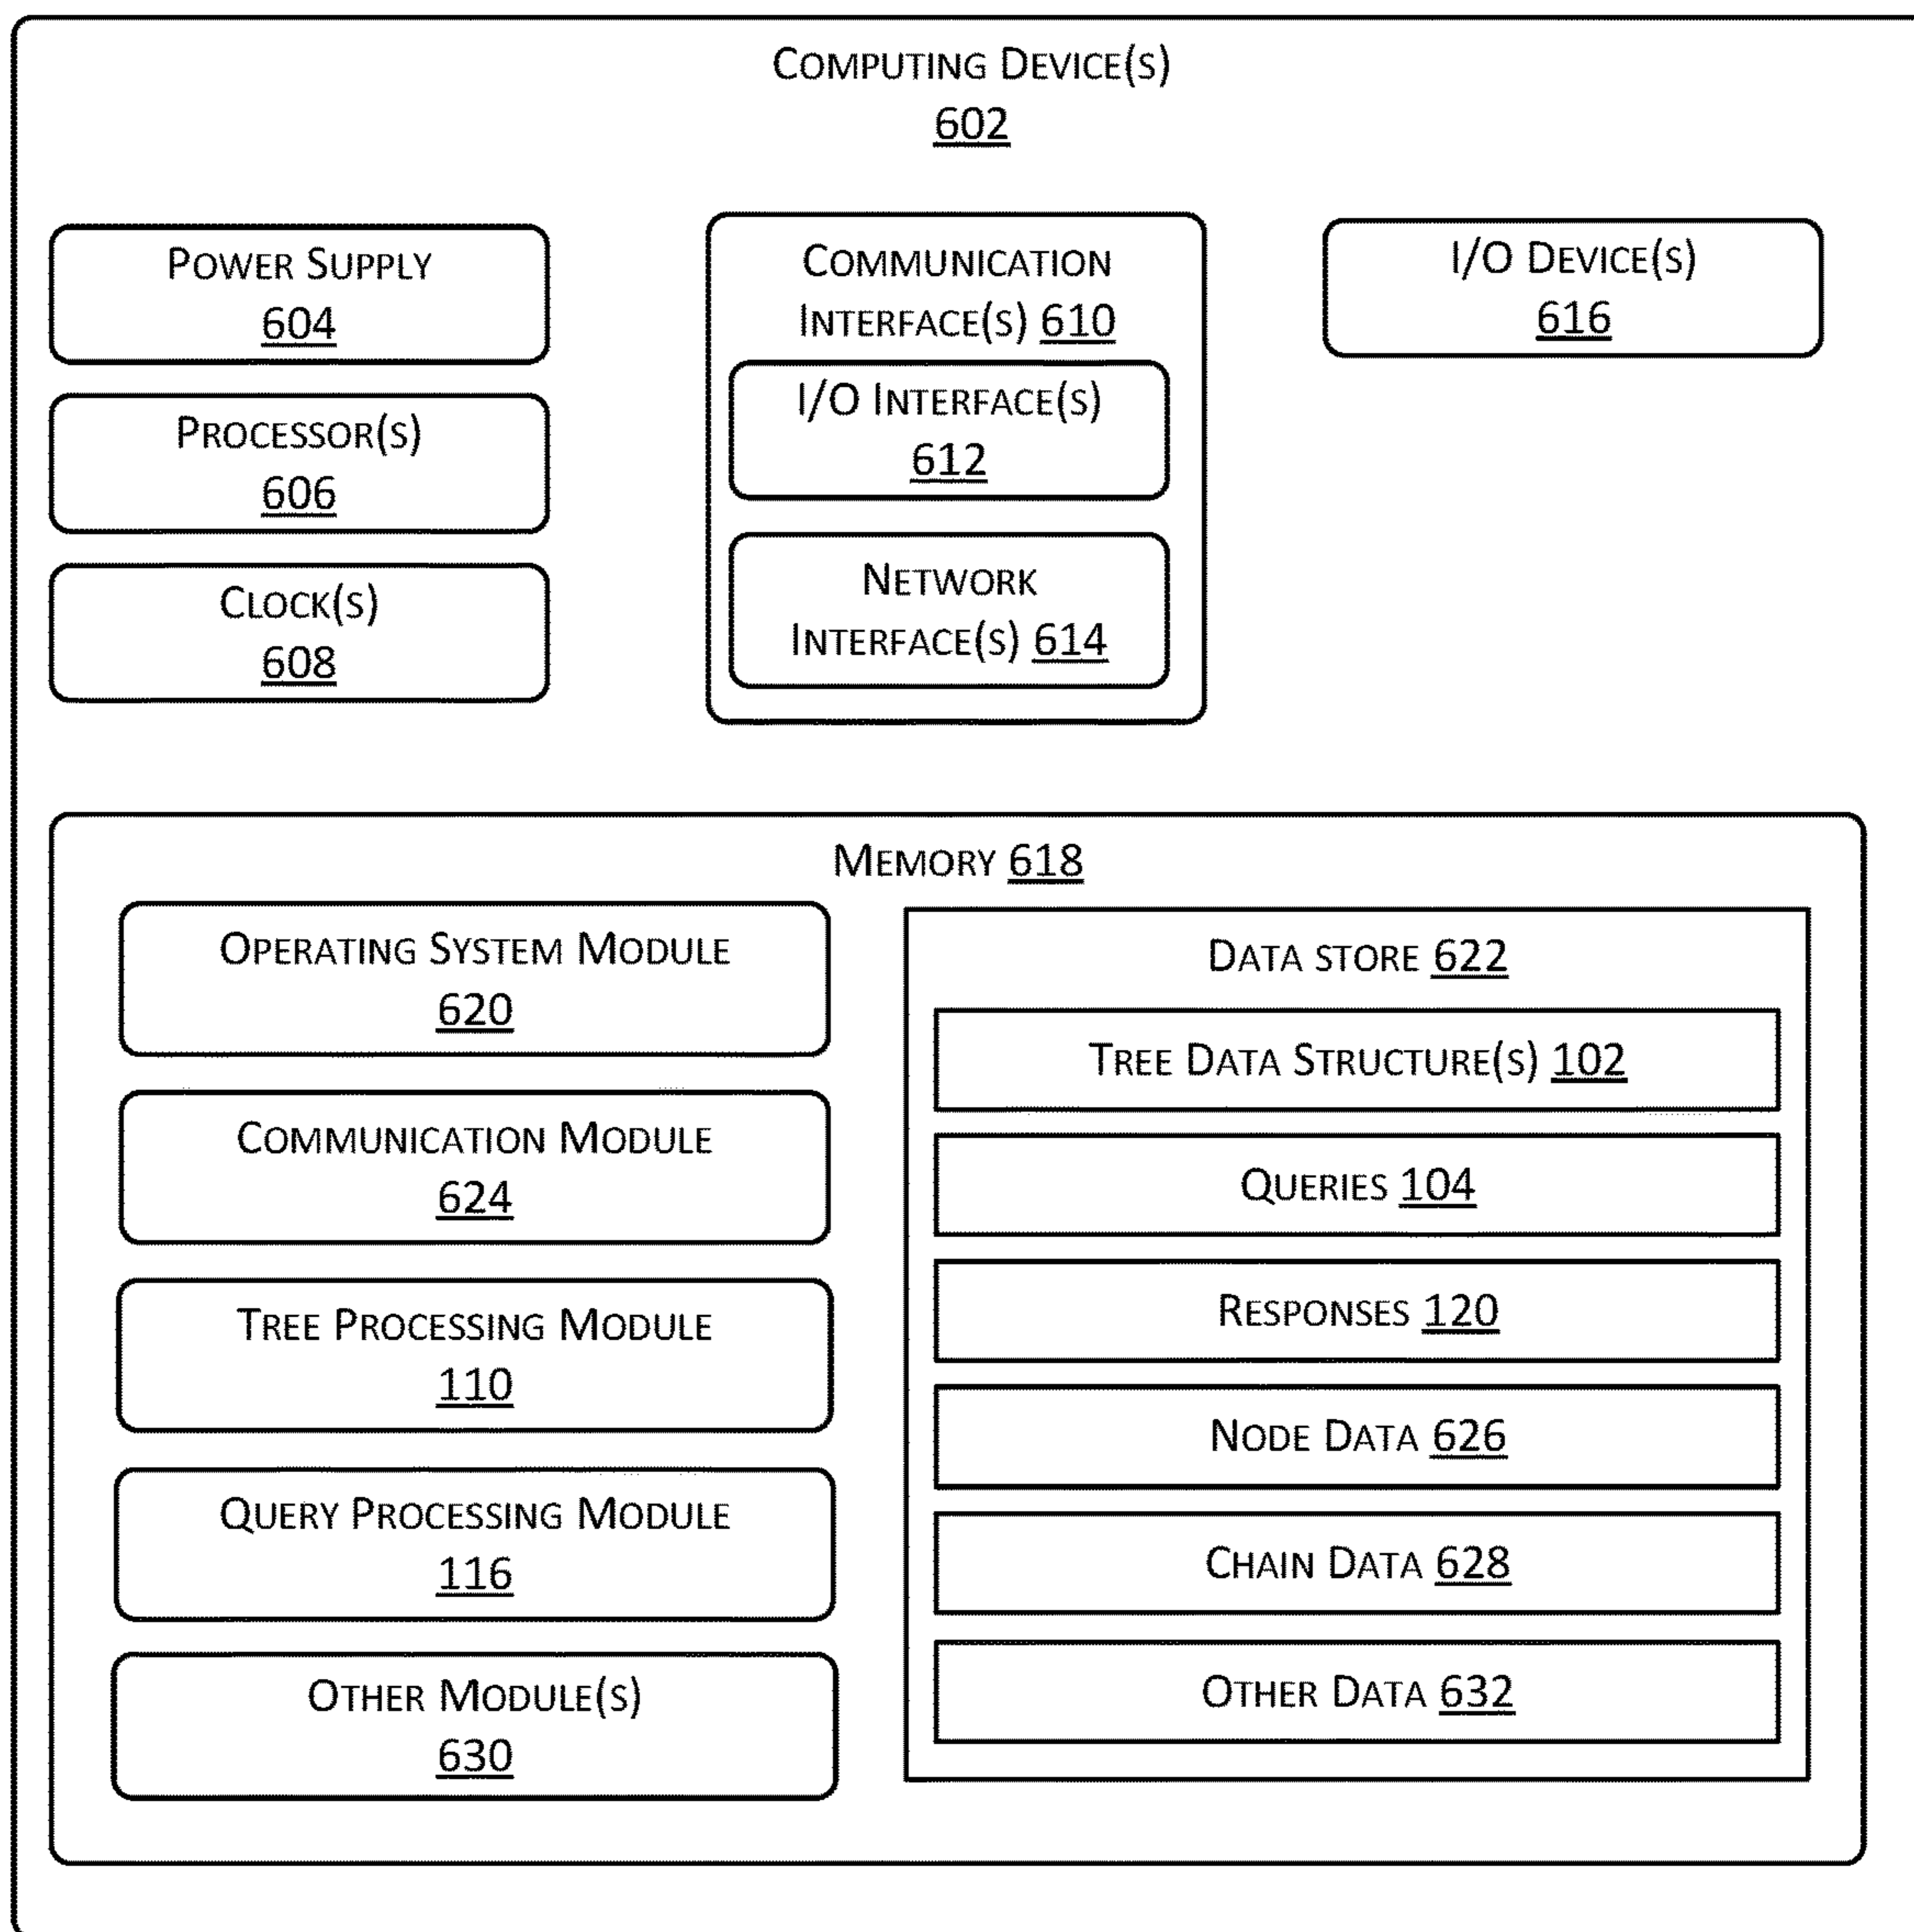 COMPUTING DEVICE(S)
602
POWER SUPPLY
604
PROCESSOR(S)
606
CLOCK(S)
608
COMMUNICATION
INTERFACE(S) 610
I/O INTERFACE(S)
612
NETWORK
INTERFACE(S) 614
I/O DEVICE(S)
616
MEMORY 618
OPERATING SYSTEM MODULE
620
COMMUNICATION MODULE
624
TREE PROCESSING MODULE
110
QUERY PROCESSING MODULE
116
OTHER MODULE(S)
630
DATA STORE 622
TREE DATA STRUCTURE(S) 102
QUERIES 104
RESPONSES 120
NODE DATA 626
CHAIN DATA 628
OTHER DATA 632